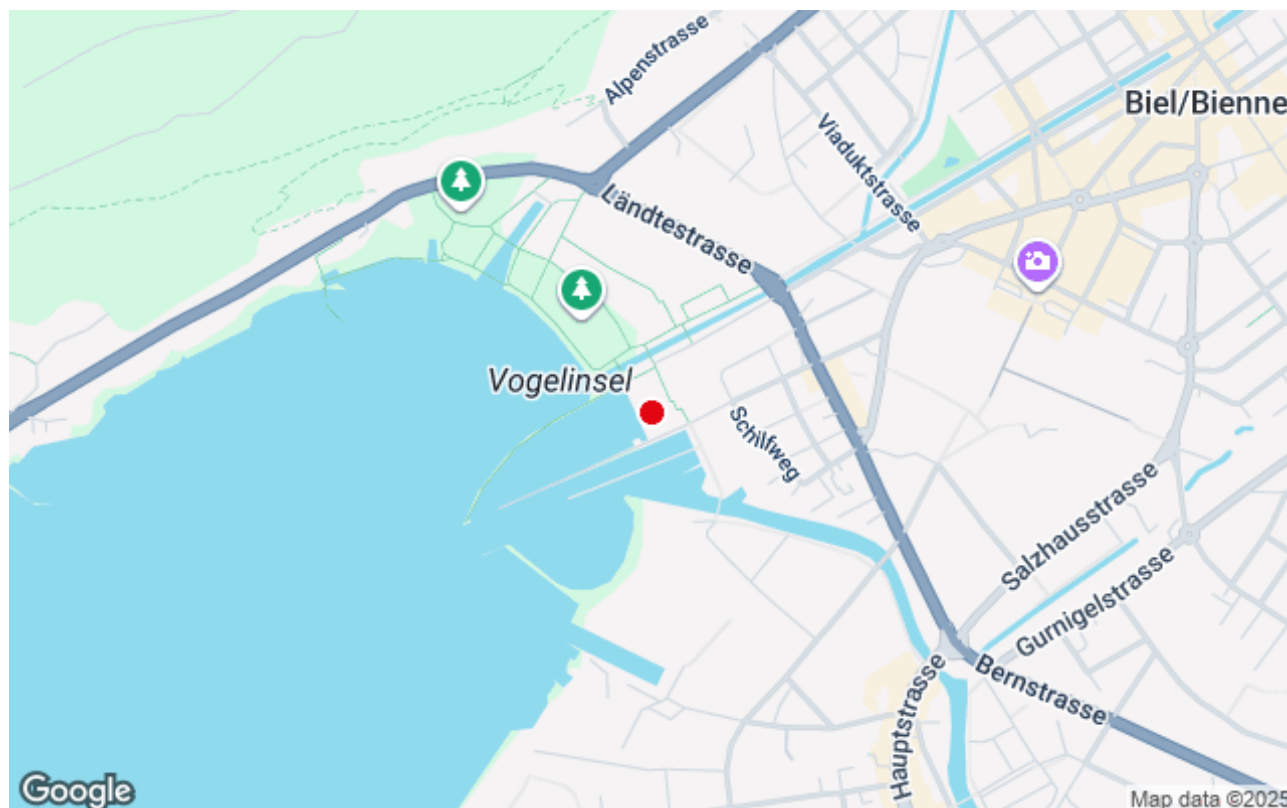 Alpenstrasse
Biel/Bienne
Viaduktstrasse
Ländtestrasse
Vogelinsel
Schilfweg
Salzhausstrasse
Gurnigelstrasse
Hauptstrasse
Bernstrasse
Google
Map data ©2025